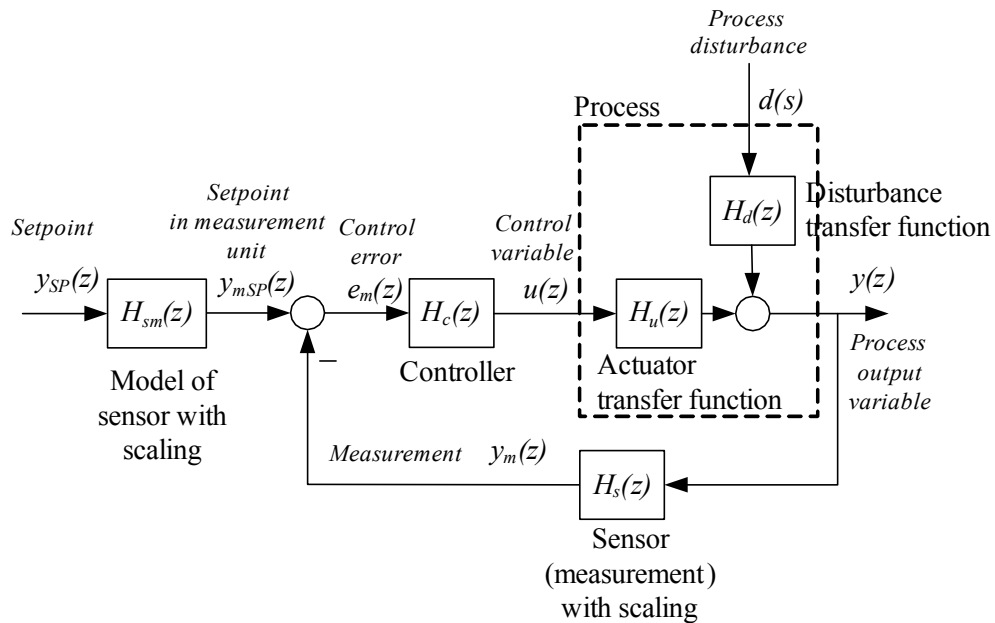 Process
disturbance
d(s)
Process
H_d(z)
Disturbance
transfer function
Setpoint
y_SP(z)
H_sm(z)
Model of
sensor with
scaling
Setpoint
in measurement
unit
y_mSP(z)
Control
error
e_m(z)
H_c(z)
Controller
Control
variable
u(z)
H_u(z)
Actuator
transfer function
y(z)
Process
output
variable
–
Measurement y_m(z)
H_s(z)
Sensor
(measurement)
with scaling